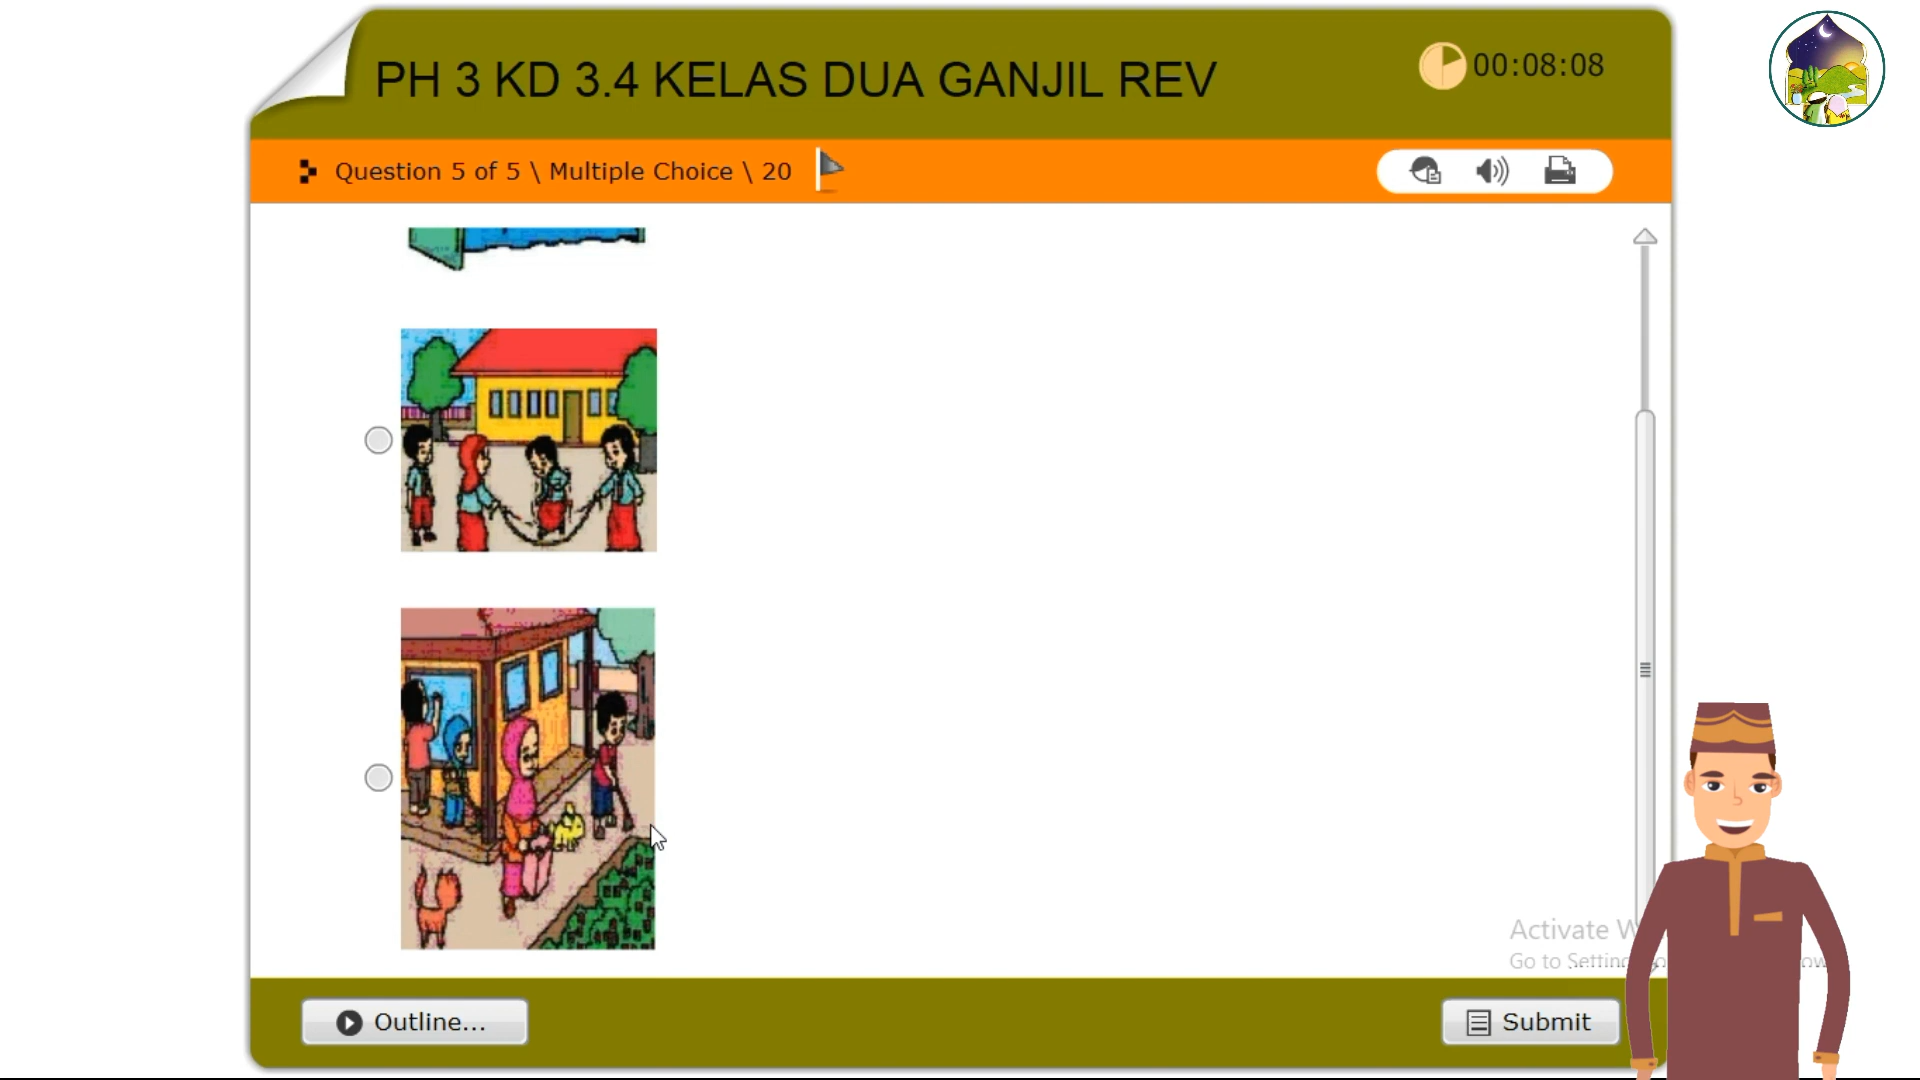 PH 3 KD 3.4 KELAS DUA GANJIL REV
00:08:08
Question 5 of 5 \ Multiple Choice \ 20
Activate W
Go to Setting
Outline...
Submit